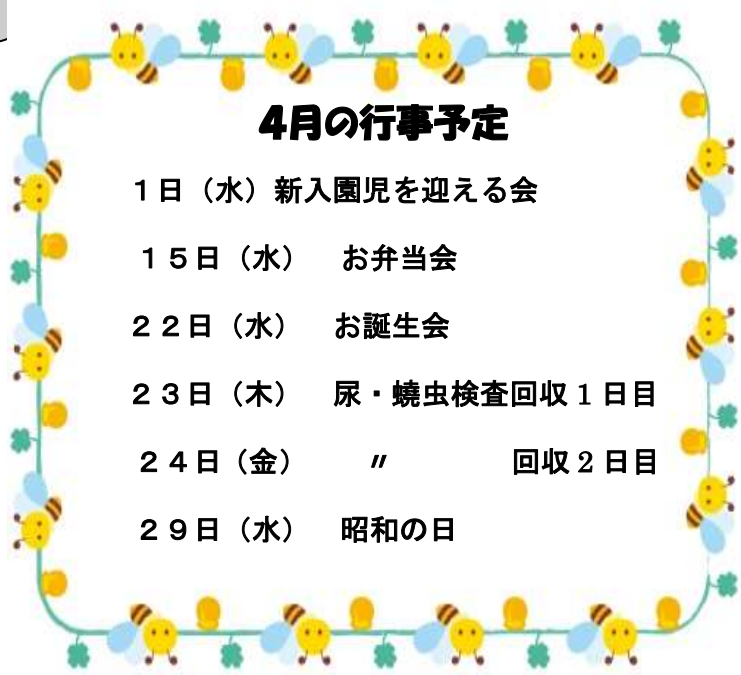 4月の行事予定
1日（水）新入園児を迎える会
１５日（水）　お弁当会
２２日（水）　お誕生会
２３日（木）　尿・蟯虫検査回収１日目
２４日（金）　　〃　　　　回収２日目
２９日（水）　昭和の日